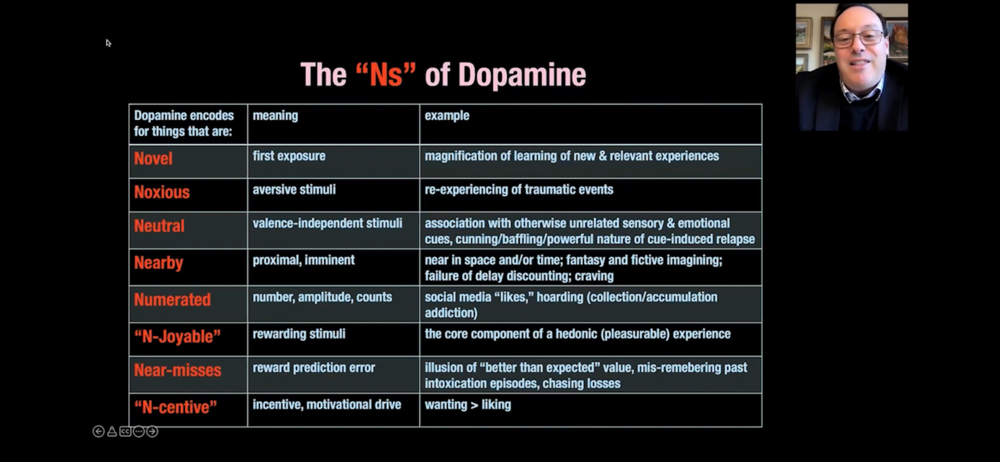 The “Ns” of Dopamine
Dopamine encodes
for things that are:
meaning
example
Novel
first exposure
magnification of learning of new & relevant experiences
Noxious
aversive stimuli
re-experiencing of traumatic events
Neutral
valence-independent stimuli
association with otherwise unrelated sensory & emotional
cues, cunning/baffling/powerful nature of cue-induced relapse
Nearby
proximal, imminent
near in space and/or time; fantasy and fictive imagining;
failure of delay discounting; craving
Numerated
number, amplitude, counts
social media “likes,” hoarding (collection/accumulation
addiction)
“N-Joyable”
rewarding stimuli
the core component of a hedonic (pleasurable) experience
Near-misses
reward prediction error
illusion of “better than expected” value, mis-remebering past
intoxication episodes, chasing losses
“N-centive”
incentive, motivational drive
wanting > liking
CC